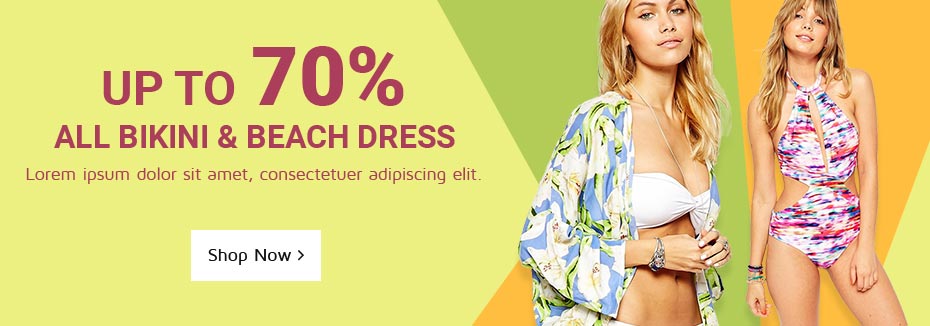 UP TO 70%
ALL BIKINI & BEACH DRESS
Lorem ipsum dolor sit amet, consectetuer adipiscing elit.
Shop Now >